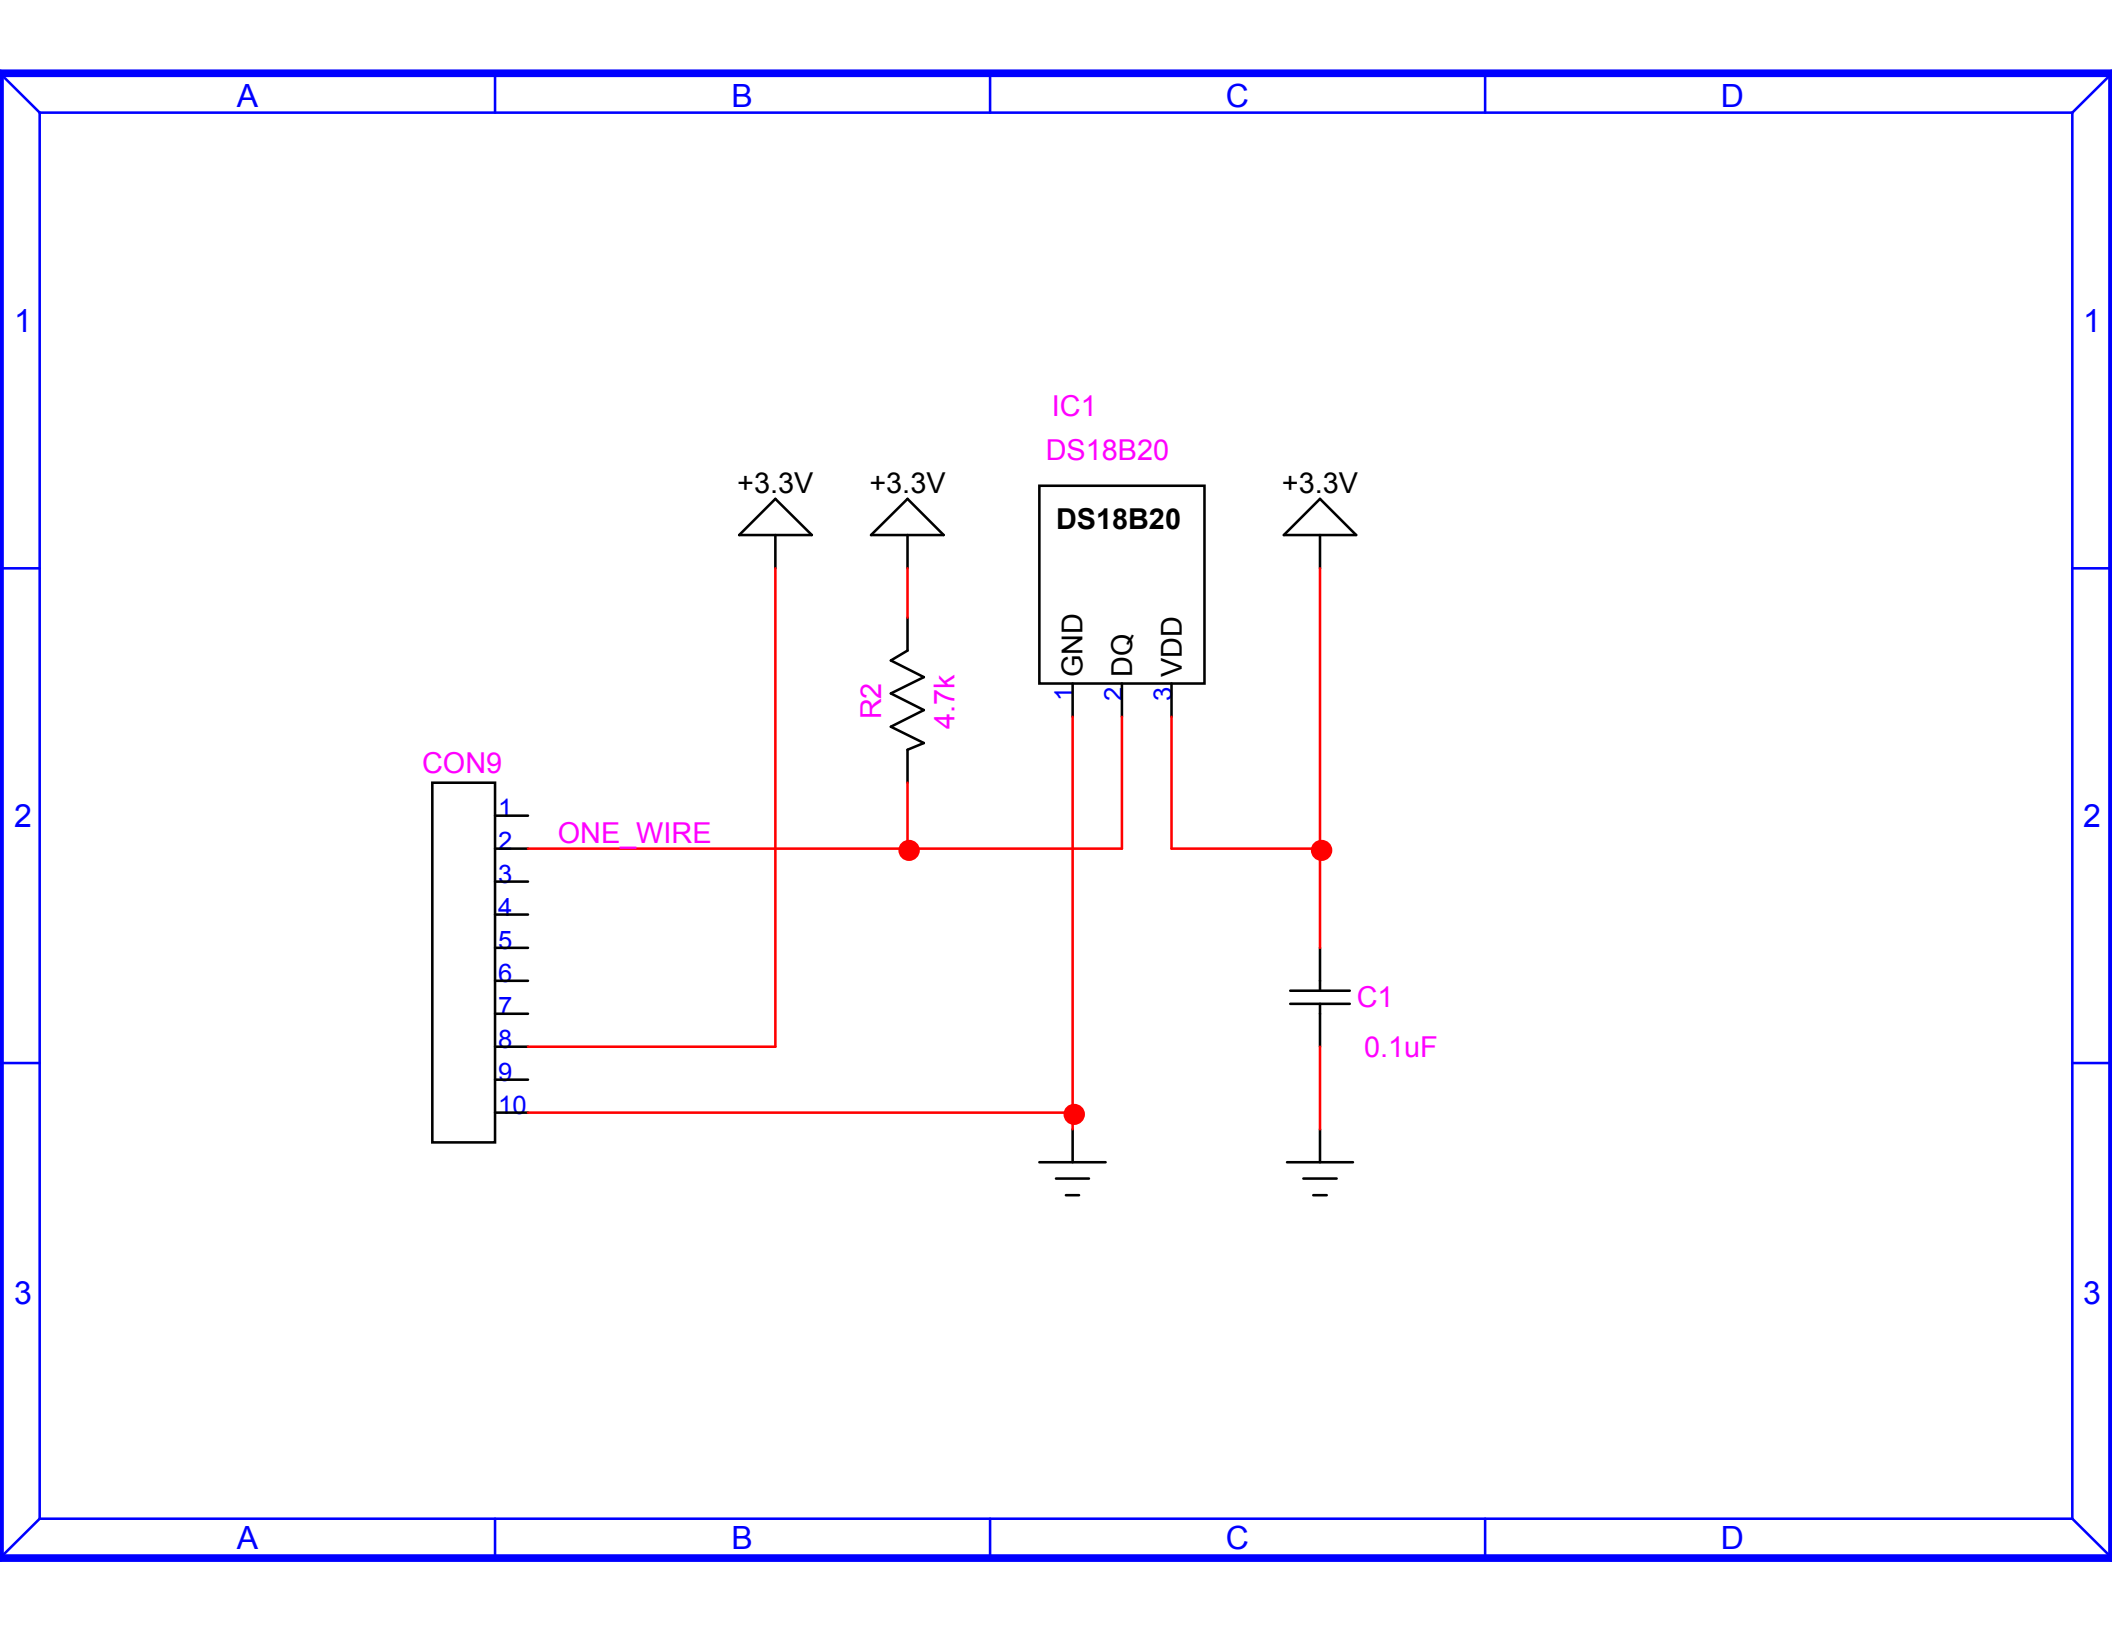 A B C D
1 1
IC1
DS18B20
+3.3V +3.3V +3.3V
DS18B20
GND DQ VDD
1 2 3
R2 4.7k
CON9
1
2 ONE_WIRE
2 2
3
4
5
6
7
8
9
10
C1
0.1uF
3 3
A B C D